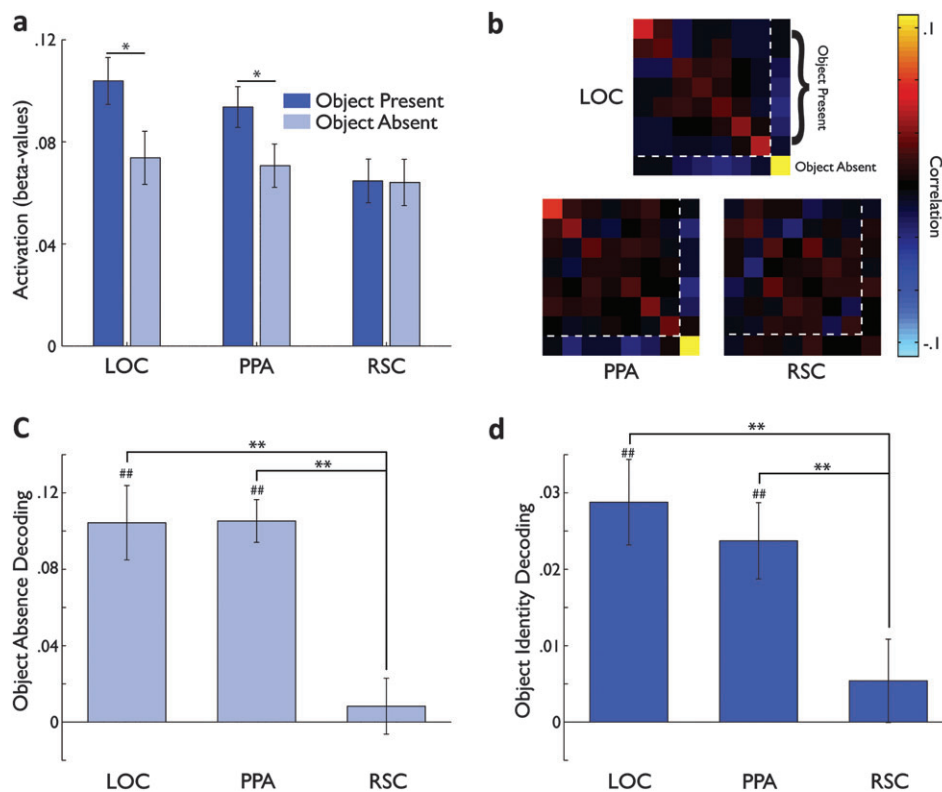 a
.12
.08
.04
0
Activation (beta-values)
*
*
Object Present
Object Absent
LOC
PPA
RSC
b
LOC
Object Present
Object Absent
PPA
RSC
.1
Correlation
-.1
C
.12
.08
.04
0
Object Absence Decoding
##
##
**
**
LOC
PPA
RSC
d
.03
.02
.01
0
Object Identity Decoding
##
##
**
**
LOC
PPA
RSC